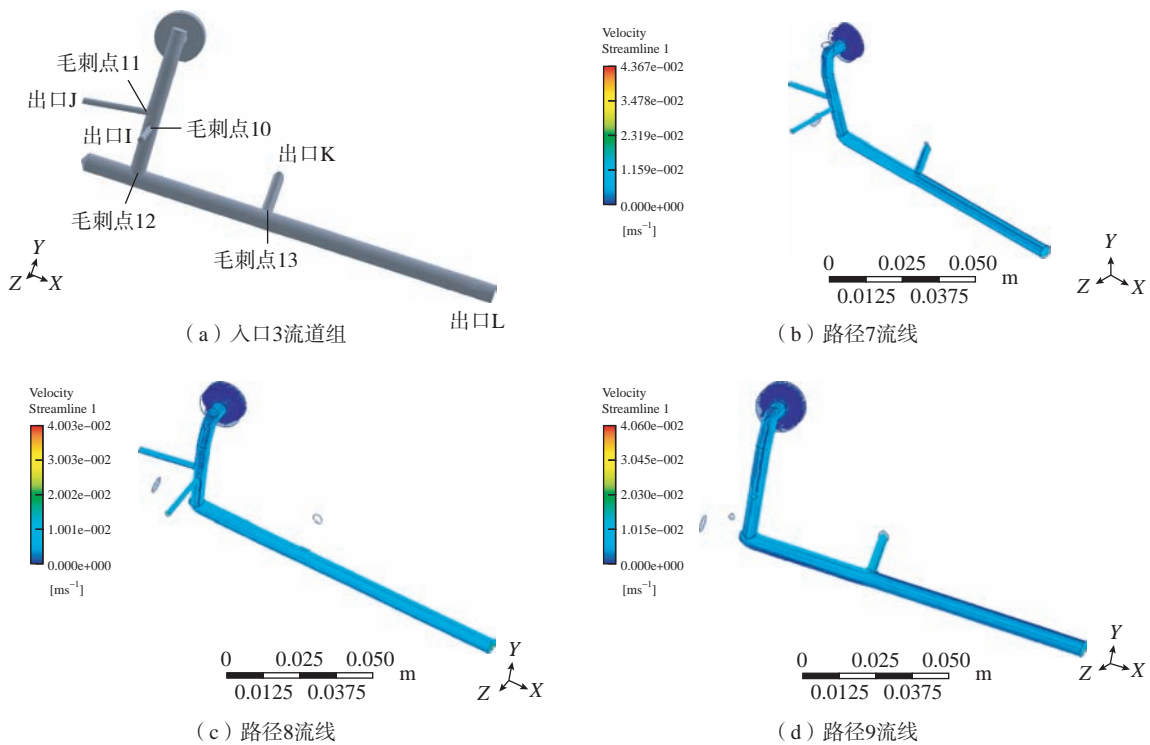 毛刺点11
出口J
出口I
毛刺点10
出口K
毛刺点12
毛刺点13
出口L
Y
Z
X
（a）入口3流道组
Velocity
Streamline 1
4.367e−002
3.478e−002
2.319e−002
1.159e−002
0.000e+000
[ms⁻¹]
0 0.025 0.050
m
0.0125 0.0375
Y
Z
X
（b）路径7流线
Velocity
Streamline 1
4.003e−002
3.003e−002
2.002e−002
1.001e−002
0.000e+000
[ms⁻¹]
0 0.025 0.050
m
0.0125 0.0375
Y
Z
X
（c）路径8流线
Velocity
Streamline 1
4.060e−002
3.045e−002
2.030e−002
1.015e−002
0.000e+000
[ms⁻¹]
0 0.025 0.050
m
0.0125 0.0375
Y
Z
X
（d）路径9流线